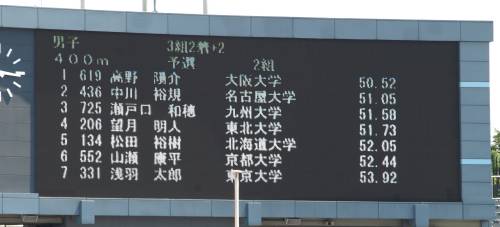 男子 3組2着+2
400m 予選 2組
1 619 高野 陽介 大阪大学 50.52
2 436 中川 裕規 名古屋大学 51.05
3 725 瀬戸口 和穂 九州大学 51.58
4 206 望月 明人 東北大学 51.73
5 134 松田 裕樹 北海道大学 52.05
6 552 山瀬 康平 京都大学 52.44
7 331 浅羽 太郎 東京大学 53.92